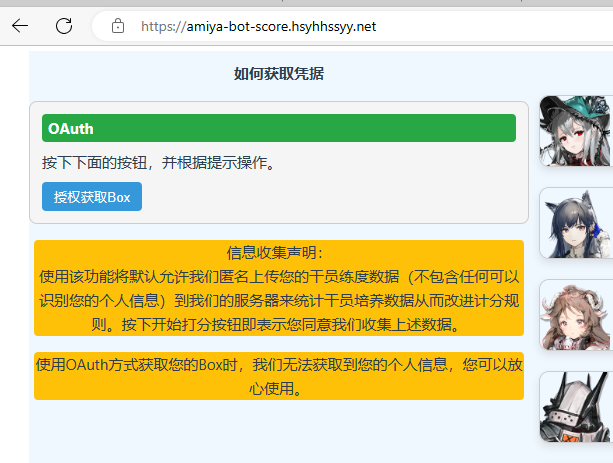 https://amiya-bot-score.hsyhhssyy.net
如何获取凭据
OAuth
按下下面的按钮，并根据提示操作。
授权获取Box
信息收集声明：
使用该功能将默认允许我们匿名上传您的干员练度数据（不包含任何可以
识别您的个人信息）到我们的服务器来统计干员培养数据从而改进计分规
则。按下开始打分按钮即表示您同意我们收集上述数据。
使用OAuth方式获取您的Box时，我们无法获取到您的个人信息，您可以放
心使用。